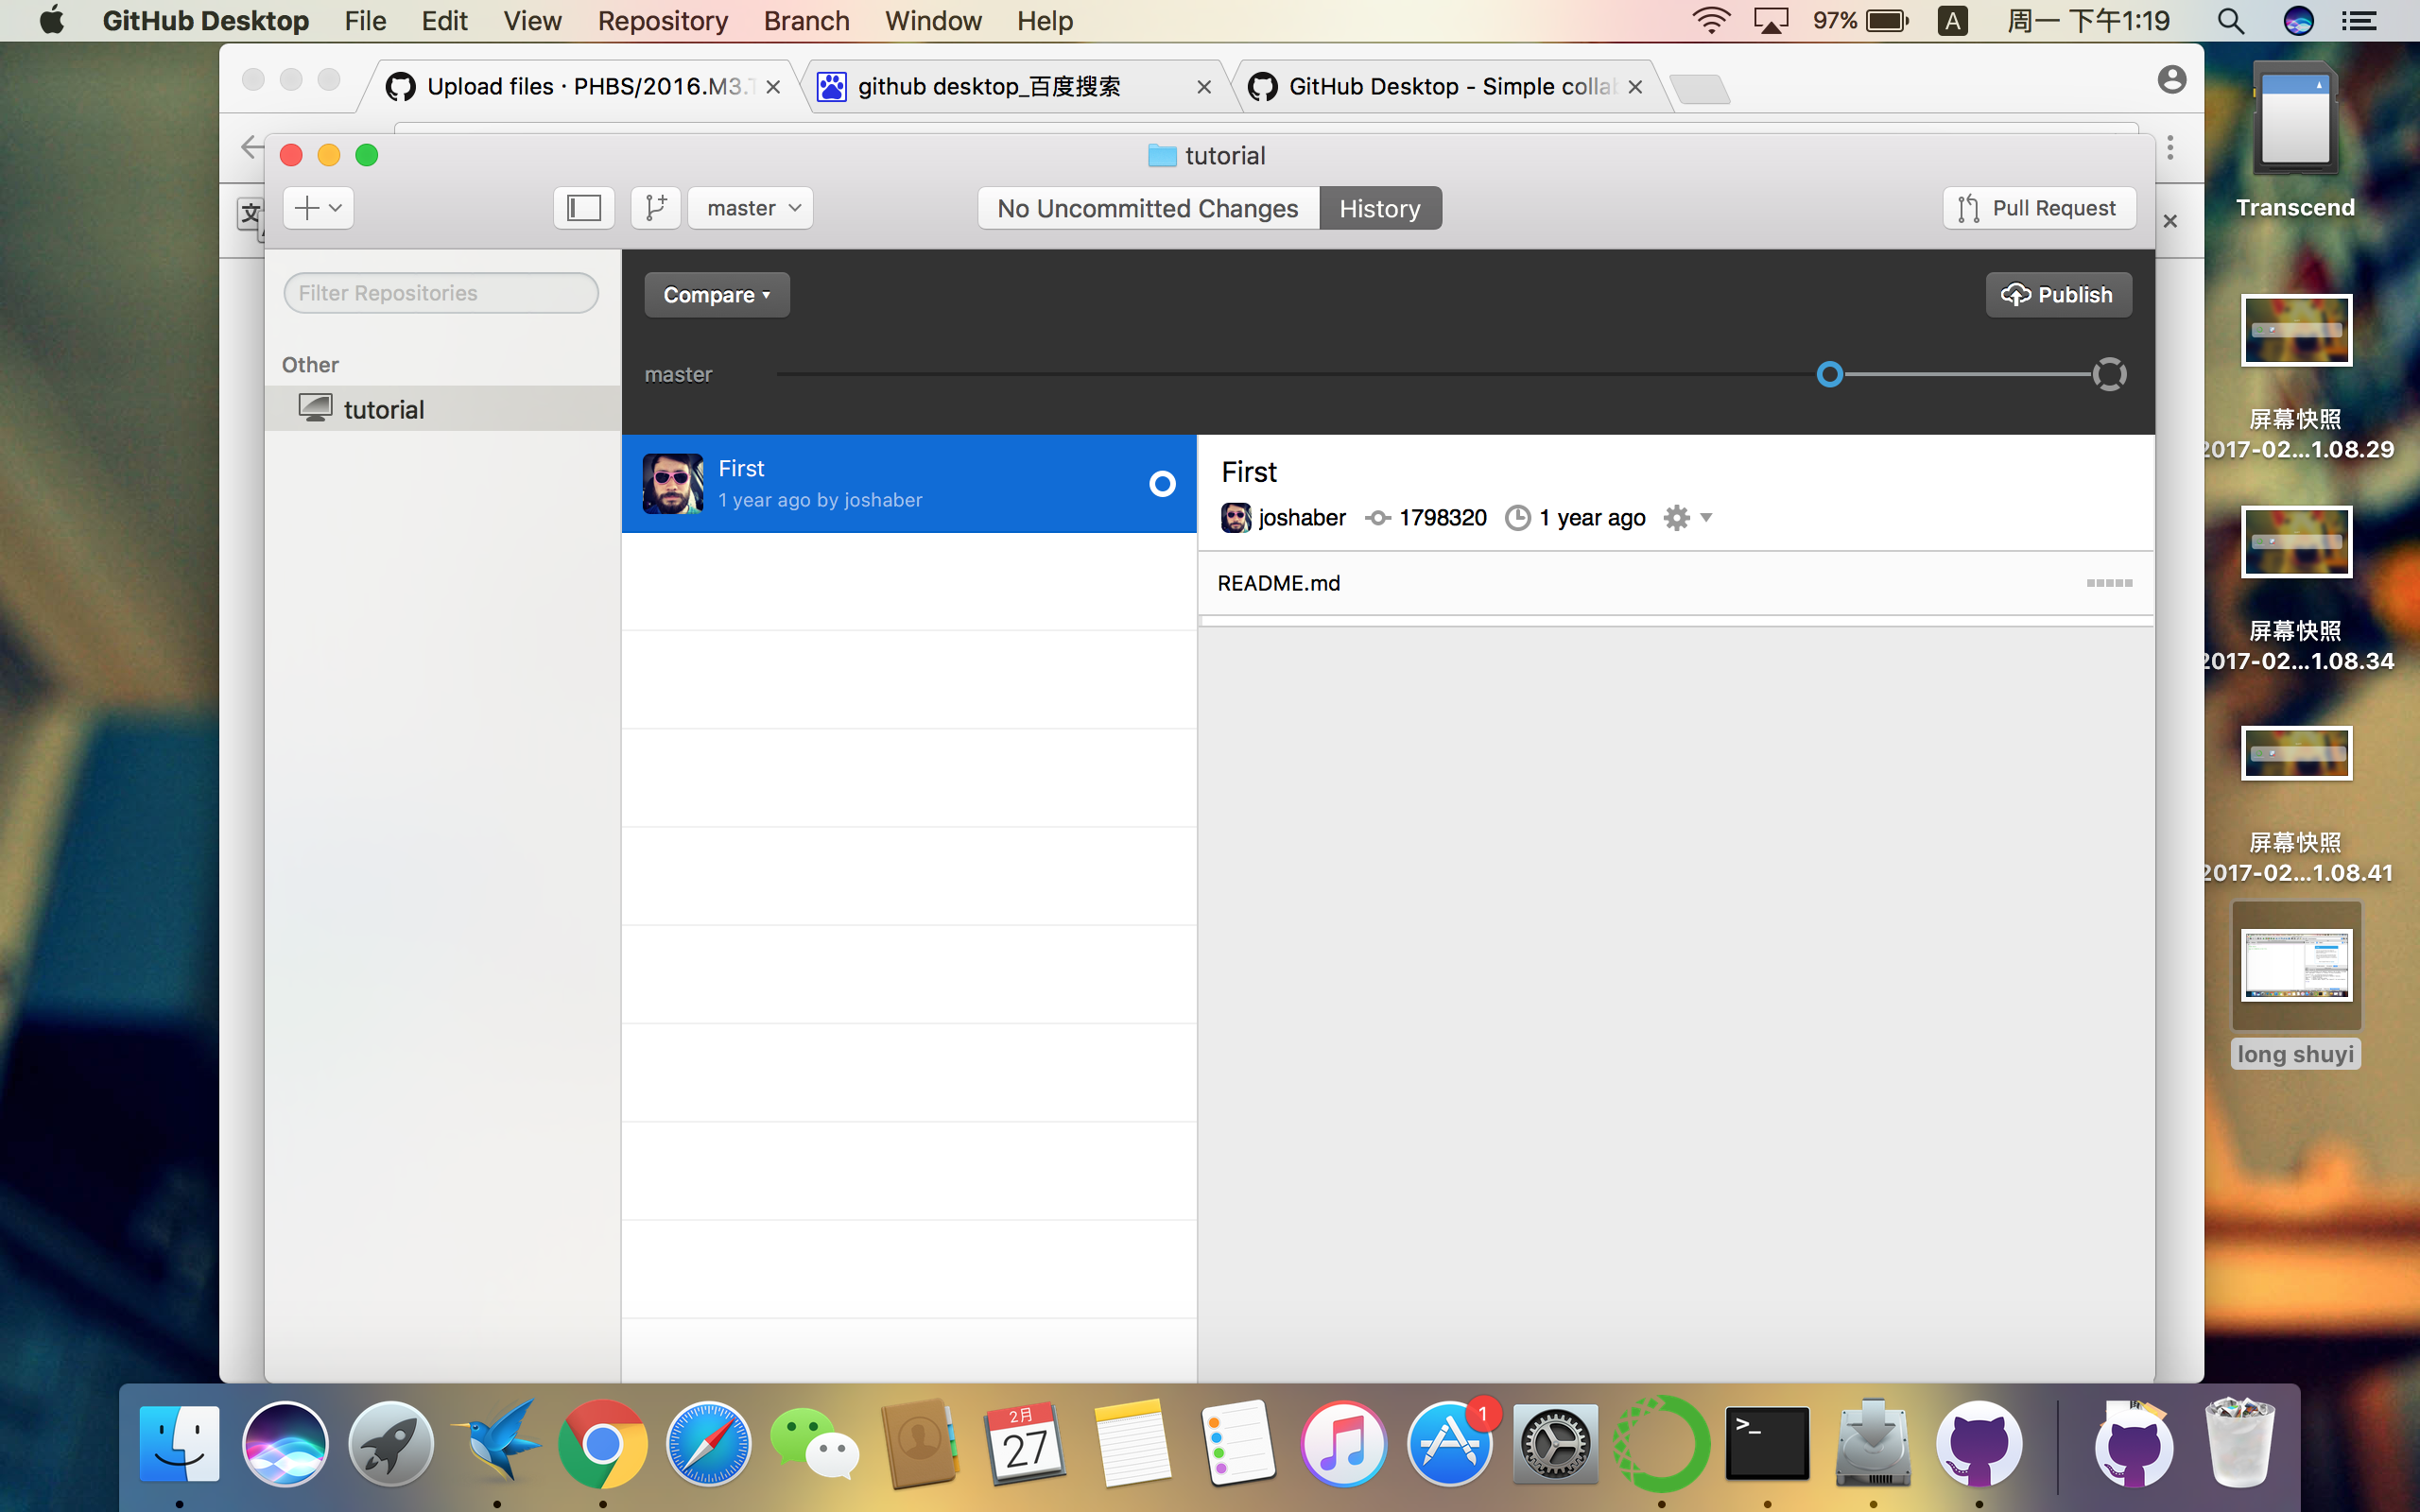 GitHub Desktop File Edit View Repository Branch Window Help 97% A 周一 下午1:19
Upload files · PHBS/2016.M3.T github desktop_百度搜索 GitHub Desktop - Simple collab
tutorial
master No Uncommitted Changes History Pull Request
文
Transcend
Filter Repositories
Compare Publish
Other
master
tutorial
屏幕快照
2017-02...1.08.29
First
1 year ago by joshaber
First
joshaber 1798320 1 year ago
README.md
屏幕快照
2017-02...1.08.34
屏幕快照
2017-02...1.08.41
long shuyi
2月
27
1
>_